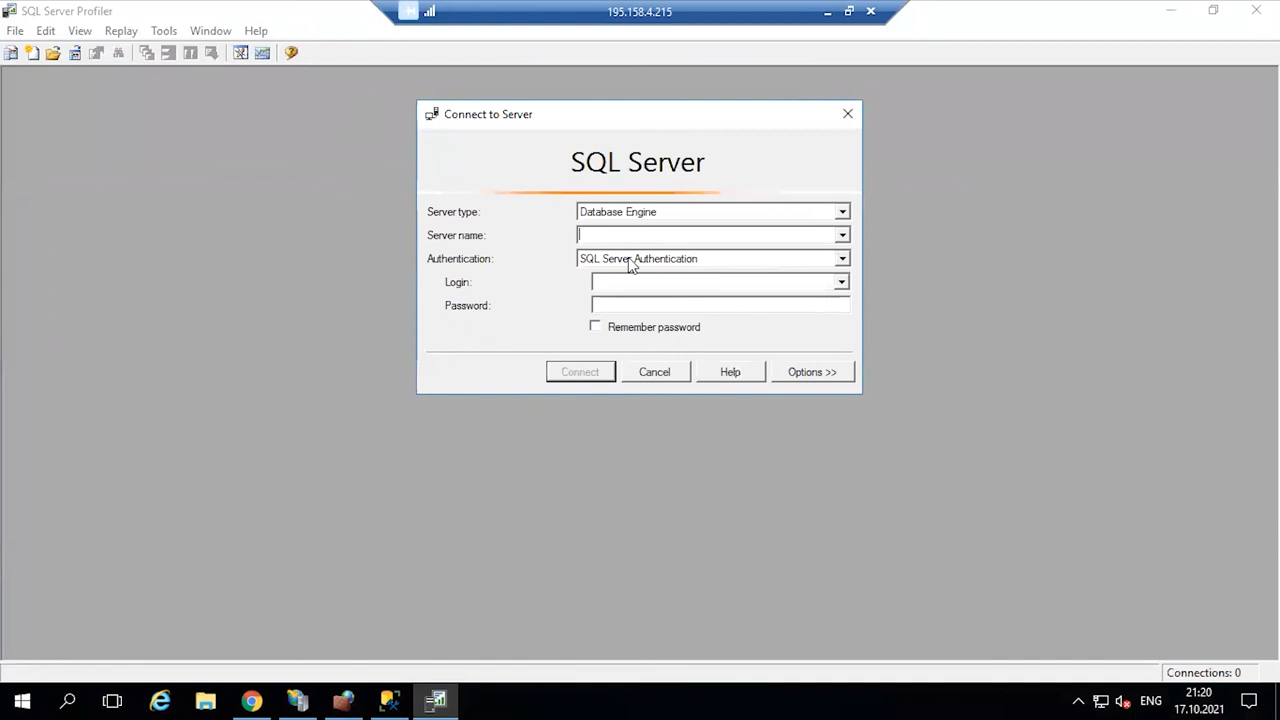 SQL Server Profiler
195.158.4.215
File Edit View Replay Tools Window Help
Connect to Server
SQL Server
Server type: Database Engine
Server name:
Authentication: SQL Server Authentication
Login:
Password:
Remember password
Connect Cancel Help Options >>
Connections: 0
ENG
21:20
17.10.2021